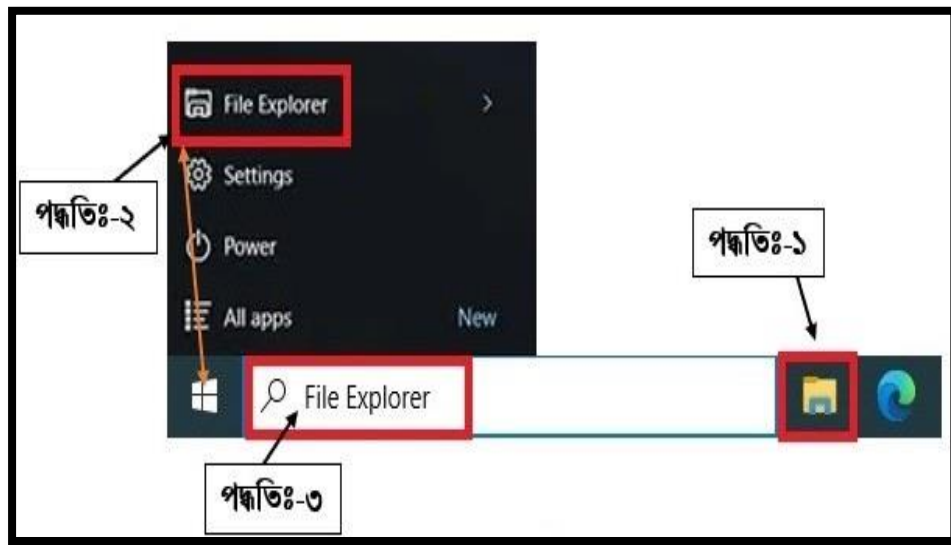 File Explorer
Settings
পদ্ধতিঃ-২
Power
পদ্ধতিঃ-১
All apps New
File Explorer
পদ্ধতিঃ-৩